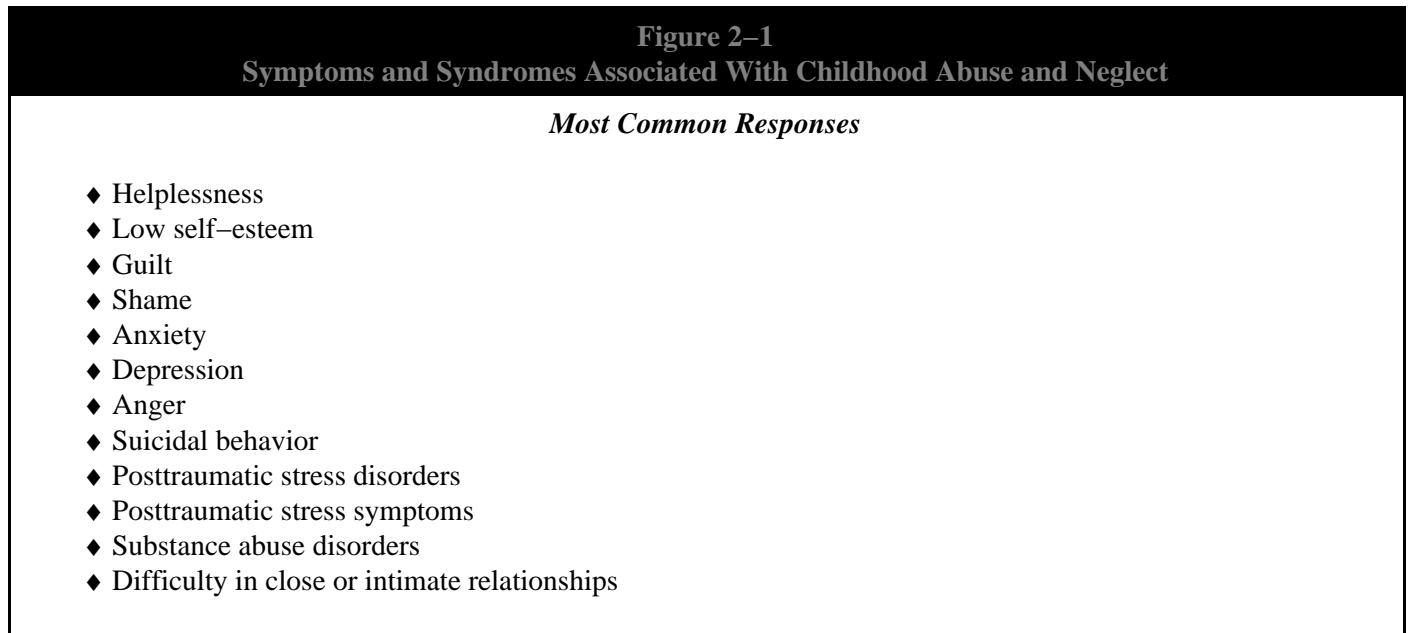 Figure 2−1
Symptoms and Syndromes Associated With Childhood Abuse and Neglect
Most Common Responses
♦ Helplessness
♦ Low self−esteem
♦ Guilt
♦ Shame
♦ Anxiety
♦ Depression
♦ Anger
♦ Suicidal behavior
♦ Posttraumatic stress disorders
♦ Posttraumatic stress symptoms
♦ Substance abuse disorders
♦ Difficulty in close or intimate relationships